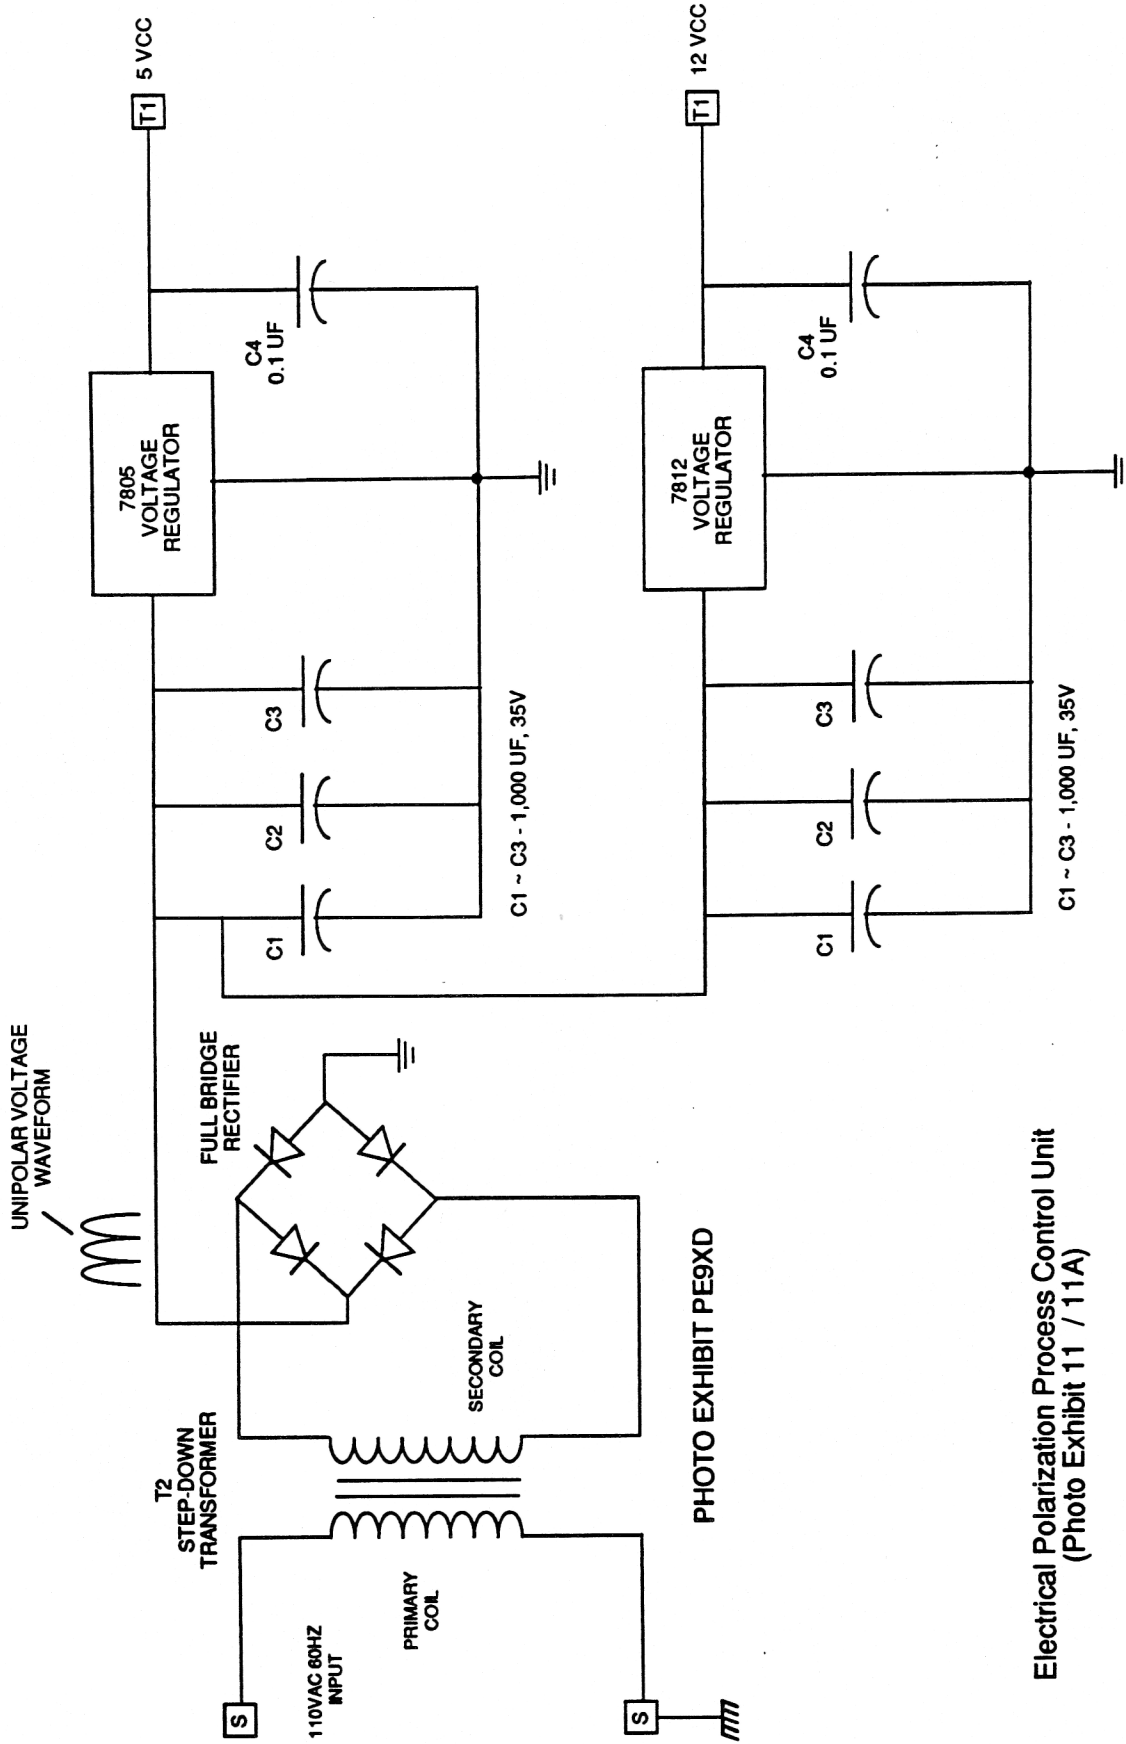 UNIPOLAR VOLTAGE
WAVEFORM
T2
STEP-DOWN
TRANSFORMER
FULL BRIDGE
RECTIFIER
S
110VAC 60HZ
INPUT
PRIMARY
COIL
SECONDARY
COIL
S
C1
C2
C3
7805
VOLTAGE
REGULATOR
C4
0.1 UF
T1
5 VCC
C1 ~ C3 - 1,000 UF, 35V
7812
VOLTAGE
REGULATOR
C1
C2
C3
C4
0.1 UF
T1
12 VCC
C1 ~ C3 - 1,000 UF, 35V
PHOTO EXHIBIT PE9XD
Electrical Polarization Process Control Unit
(Photo Exhibit 11 / 11A)